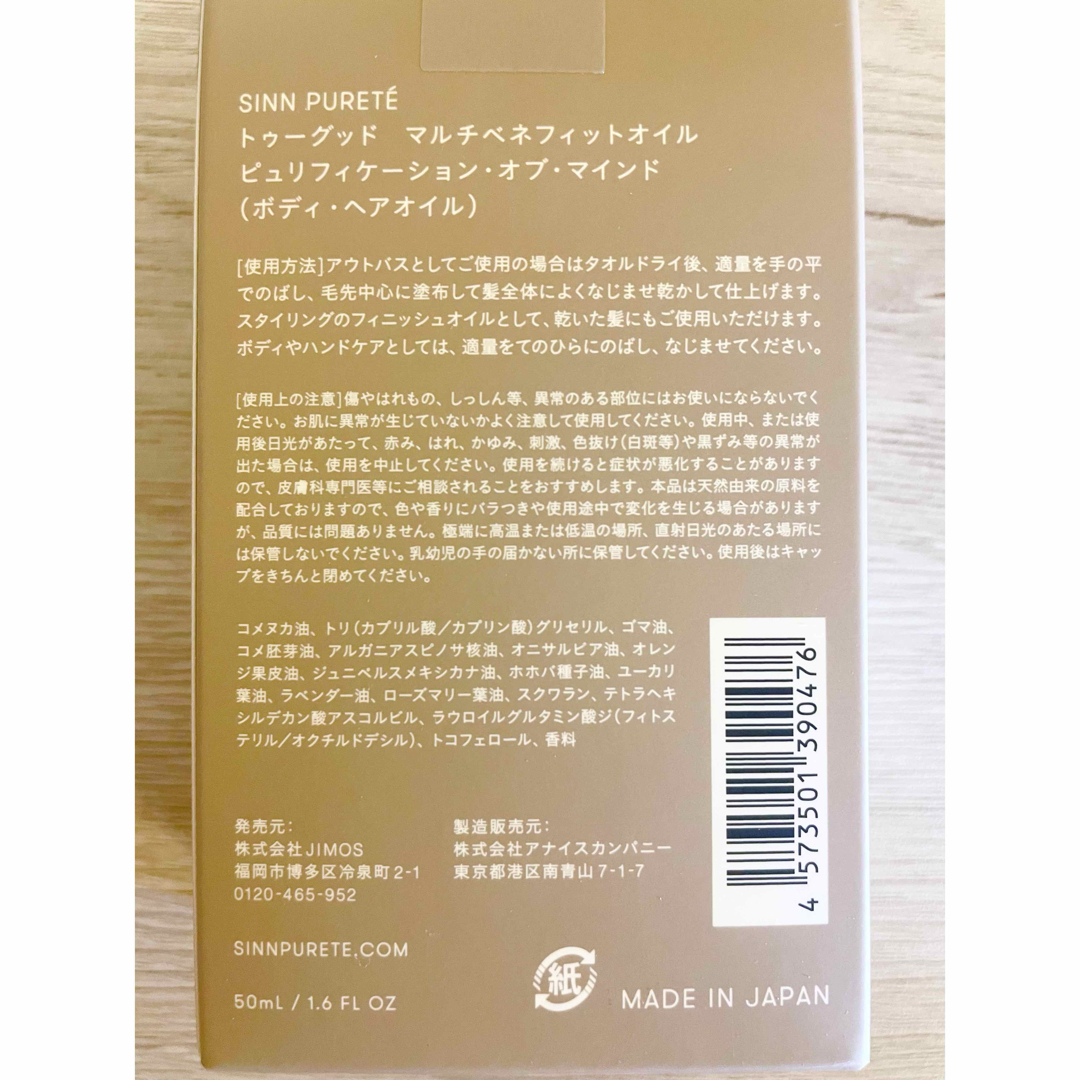 SINN PURETÉ
トゥーグッド　マルチベネフィットオイル
ピュリフィケーション・オブ・マインド
(ボディ・ヘアオイル)
[使用方法]アウトバスとしてご使用の場合はタオルドライ後、適量を手の平
でのばし、毛先中心に塗布して髪全体によくなじませ乾かして仕上げます。
スタイリングのフィニッシュオイルとして、乾いた髪にもご使用いただけます。
ボディやハンドケアとしては、適量をてのひらにのばし、なじませてください。
[使用上の注意]傷やはれもの、しっしん等、異常のある部位にはお使いにならないでく
ださい。お肌に異常が生じていないかよく注意して使用してください。使用中、または使
用後日光があたって、赤み、はれ、かゆみ、刺激、色抜け(白斑等)や黒ずみ等の異常が
出た場合は、使用を中止してください。使用を続けると症状が悪化することがあります
ので、皮膚科専門医等にご相談されることをおすすめします。本品は天然由来の原料を
配合しておりますので、色や香りにバラつきや使用途中で変化を生じる場合があります
が、品質には問題ありません。極端に高温または低温の場所、直射日光のあたる場所に
は保管しないでください。乳幼児の手の届かない所に保管してください。使用後はキャッ
プをきちんと閉めてください。
コメヌカ油、トリ(カプリル酸/カプリン酸)グリセリル、ゴマ油、
コメ胚芽油、アルガニアスピノサ核油、オニサルビア油、オレン
ジ果皮油、ジュニペルスメキシカナ油、ホホバ種子油、ユーカリ
葉油、ラベンダー油、ローズマリー葉油、スクワラン、テトラヘキ
シルデカン酸アスコルビル、ラウロイルグルタミン酸ジ(フィトス
テリル/オクチルドデシル)、トコフェロール、香料
4 573501 390476
発売元:
株式会社JIMOS
福岡市博多区冷泉町2-1
0120-465-952
製造販売元:
株式会社アナイスカンパニー
東京都港区南青山7-1-7
SINNPURETE.COM
50mL / 1.6 FL OZ
紙
MADE IN JAPAN